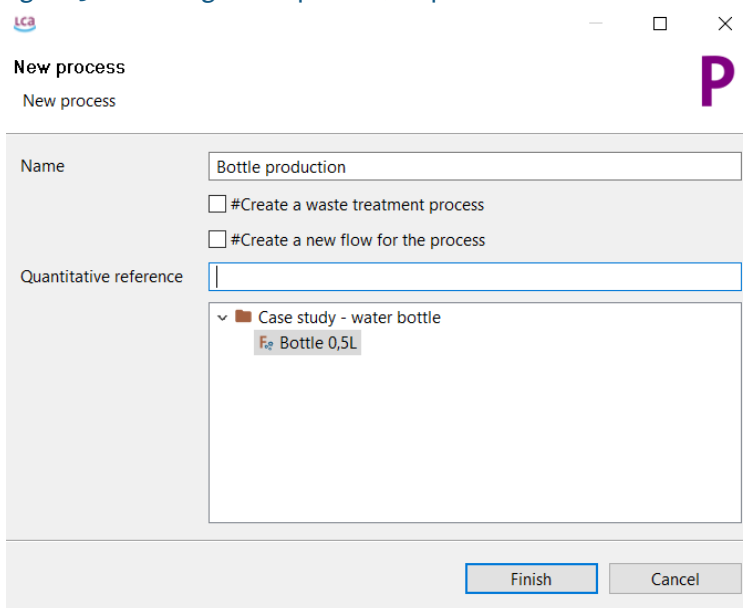 LCA
New process
P
New process
Name
Bottle production
#Create a waste treatment process
#Create a new flow for the process
Quantitative reference
Case study - water bottle
Fe Bottle 0,5L
Finish
Cancel